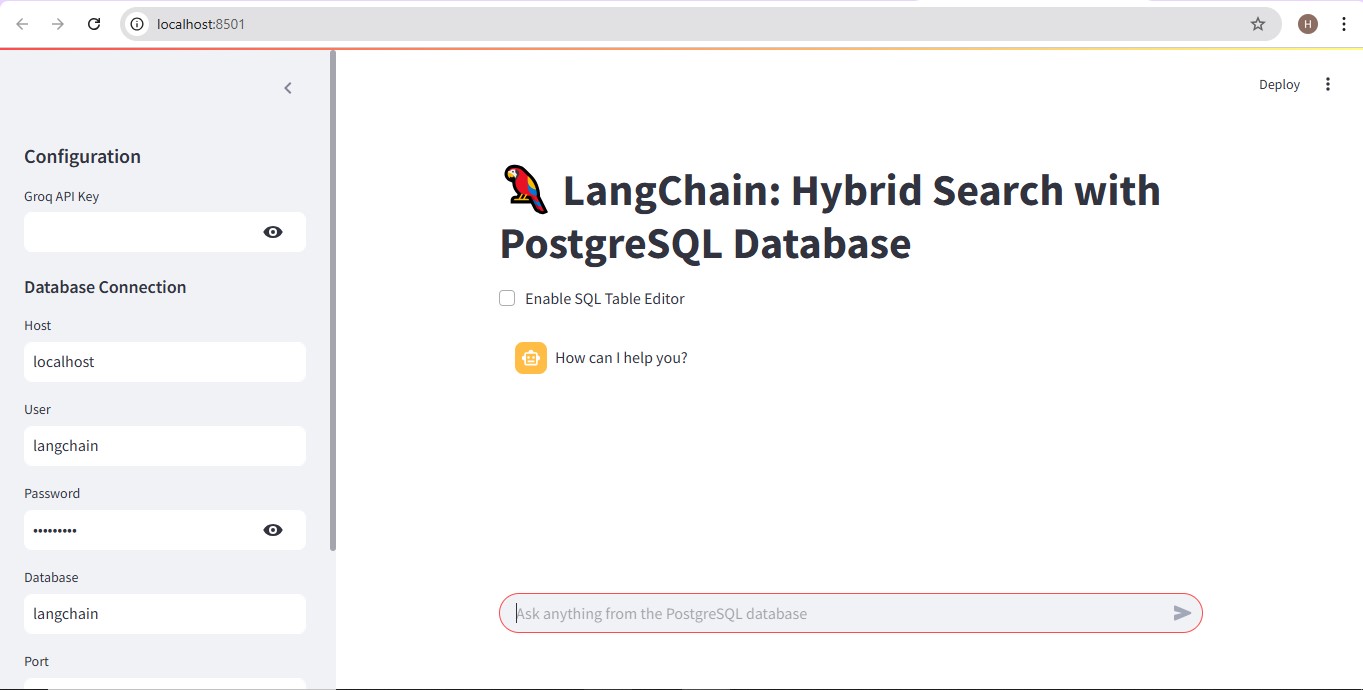 localhost:8501
H
Deploy
Configuration
Groq API Key
Database Connection
Host
localhost
User
langchain
Password
•••••••••
Database
langchain
Port
LangChain: Hybrid Search with
PostgreSQL Database
Enable SQL Table Editor
How can I help you?
Ask anything from the PostgreSQL database